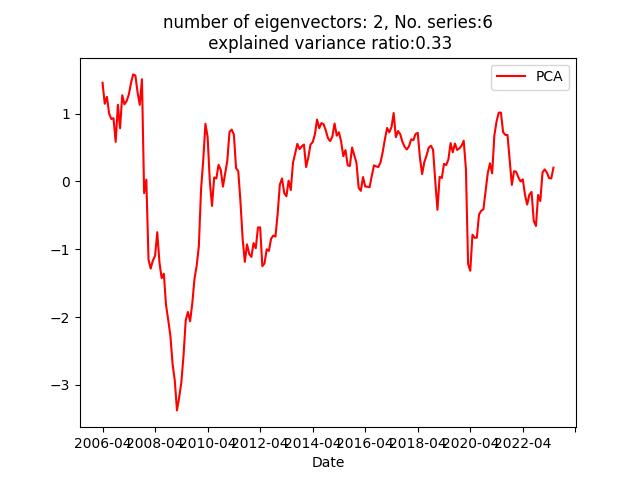 number of eigenvectors: 2, No. series:6
explained variance ratio:0.33
PCA
1
0
−1
−2
−3
2006-04 2008-04 2010-04 2012-04 2014-04 2016-04 2018-04 2020-04 2022-04
Date